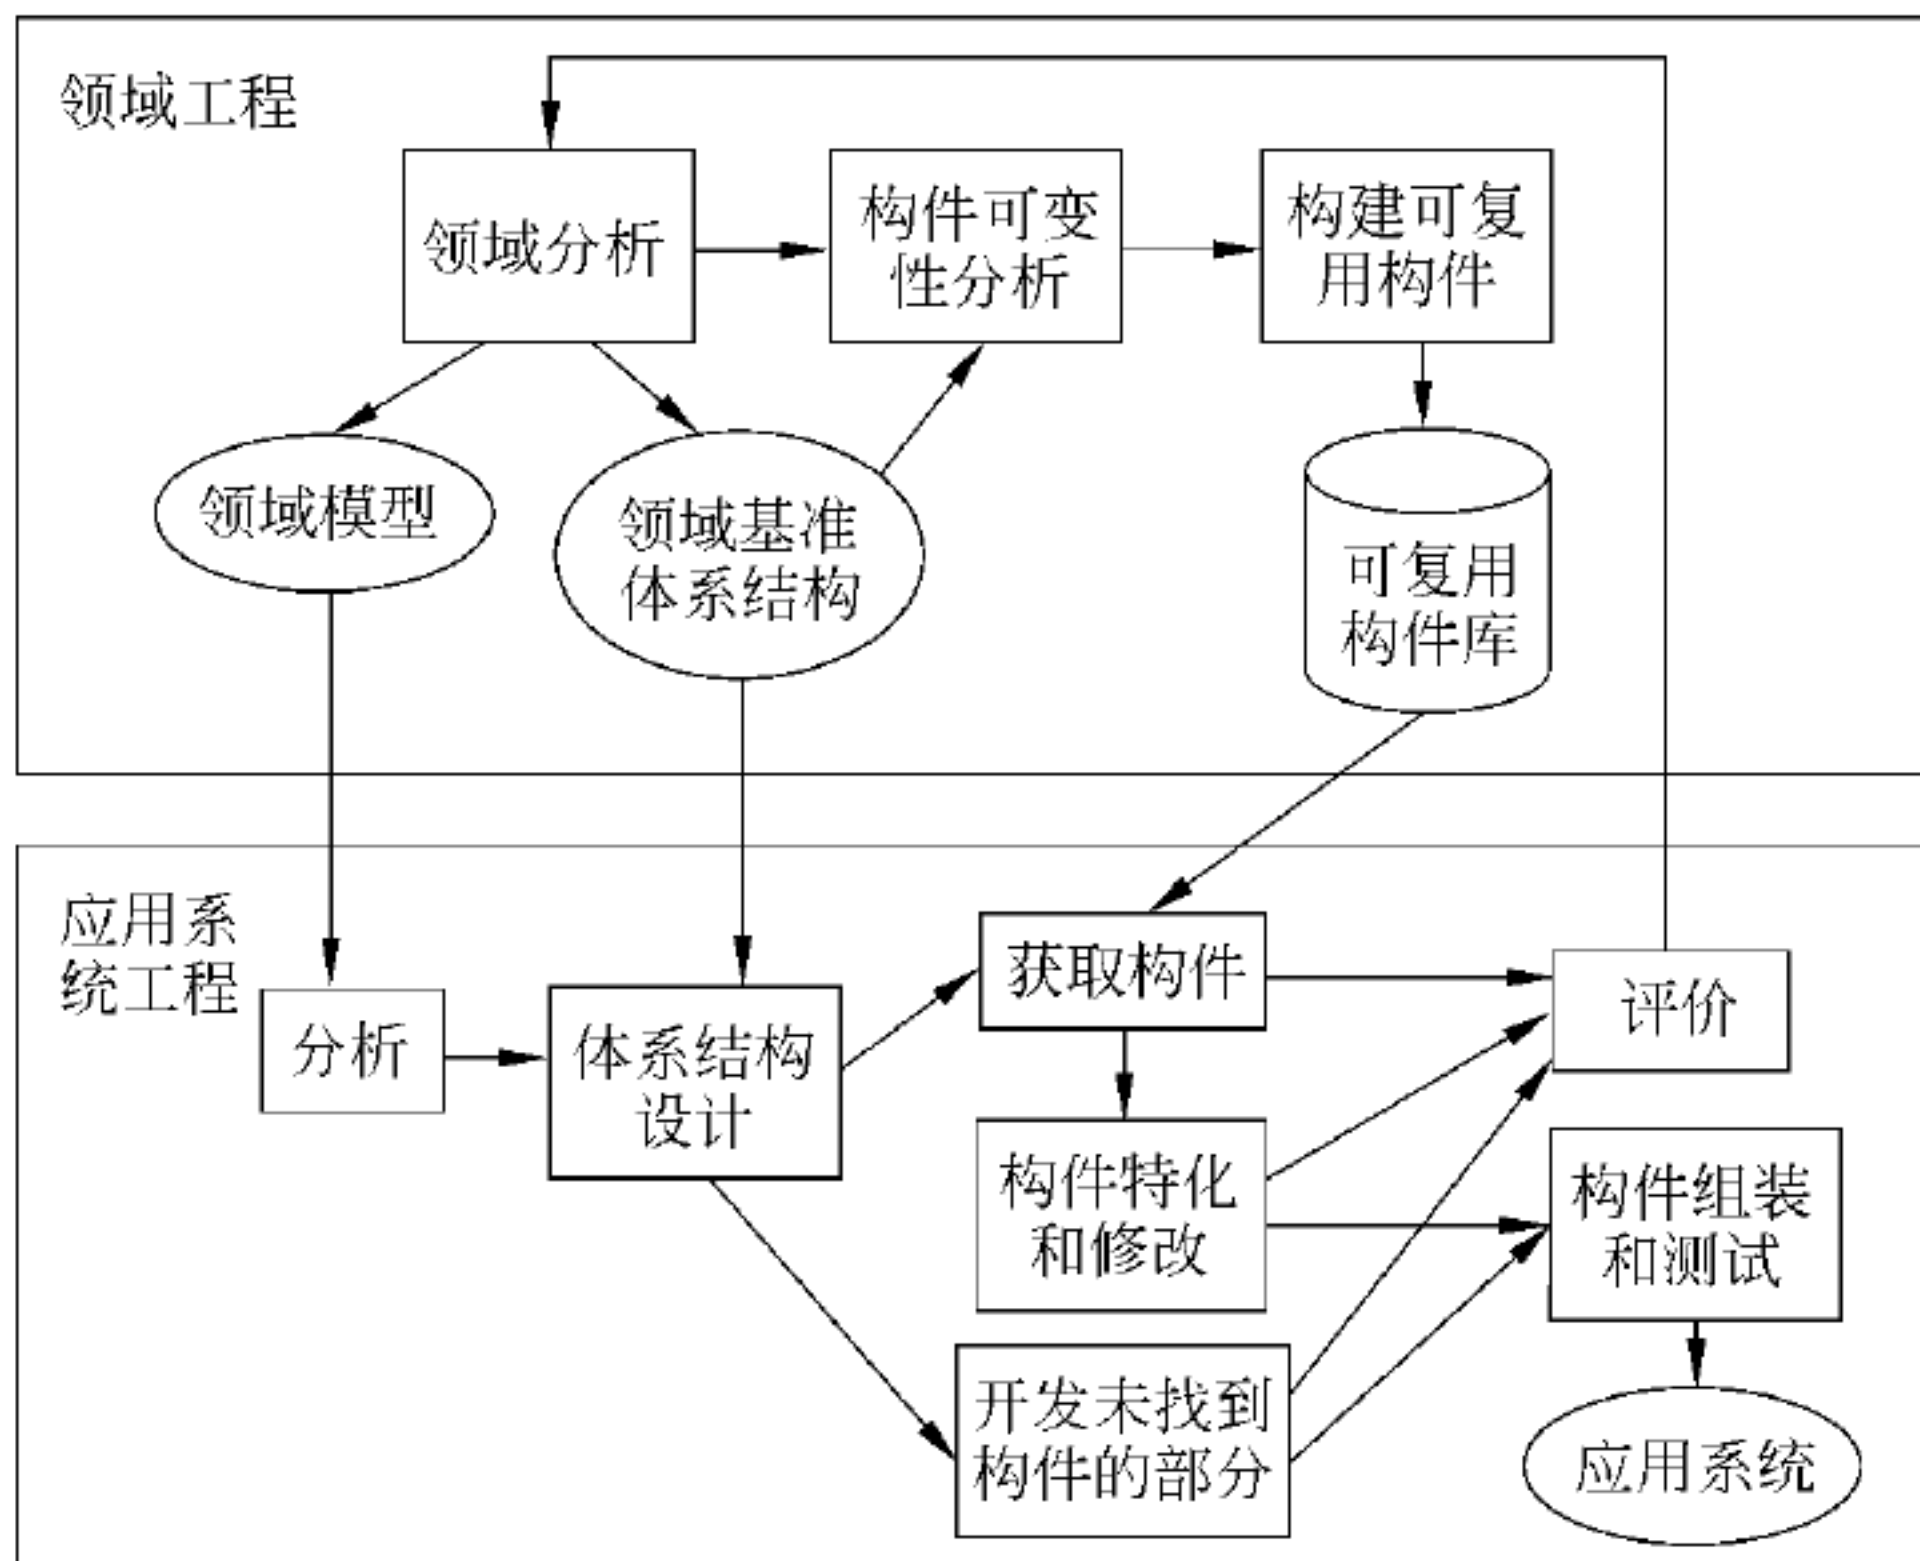 领域工程
领域分析
构件可变
性分析
构建可复
用构件
领域模型
领域基准
体系结构
可复用
构件库
应用系
统工程
分析
体系结构
设计
获取构件
评价
构件特化
和修改
构件组装
和测试
开发未找到
构件的部分
应用系统